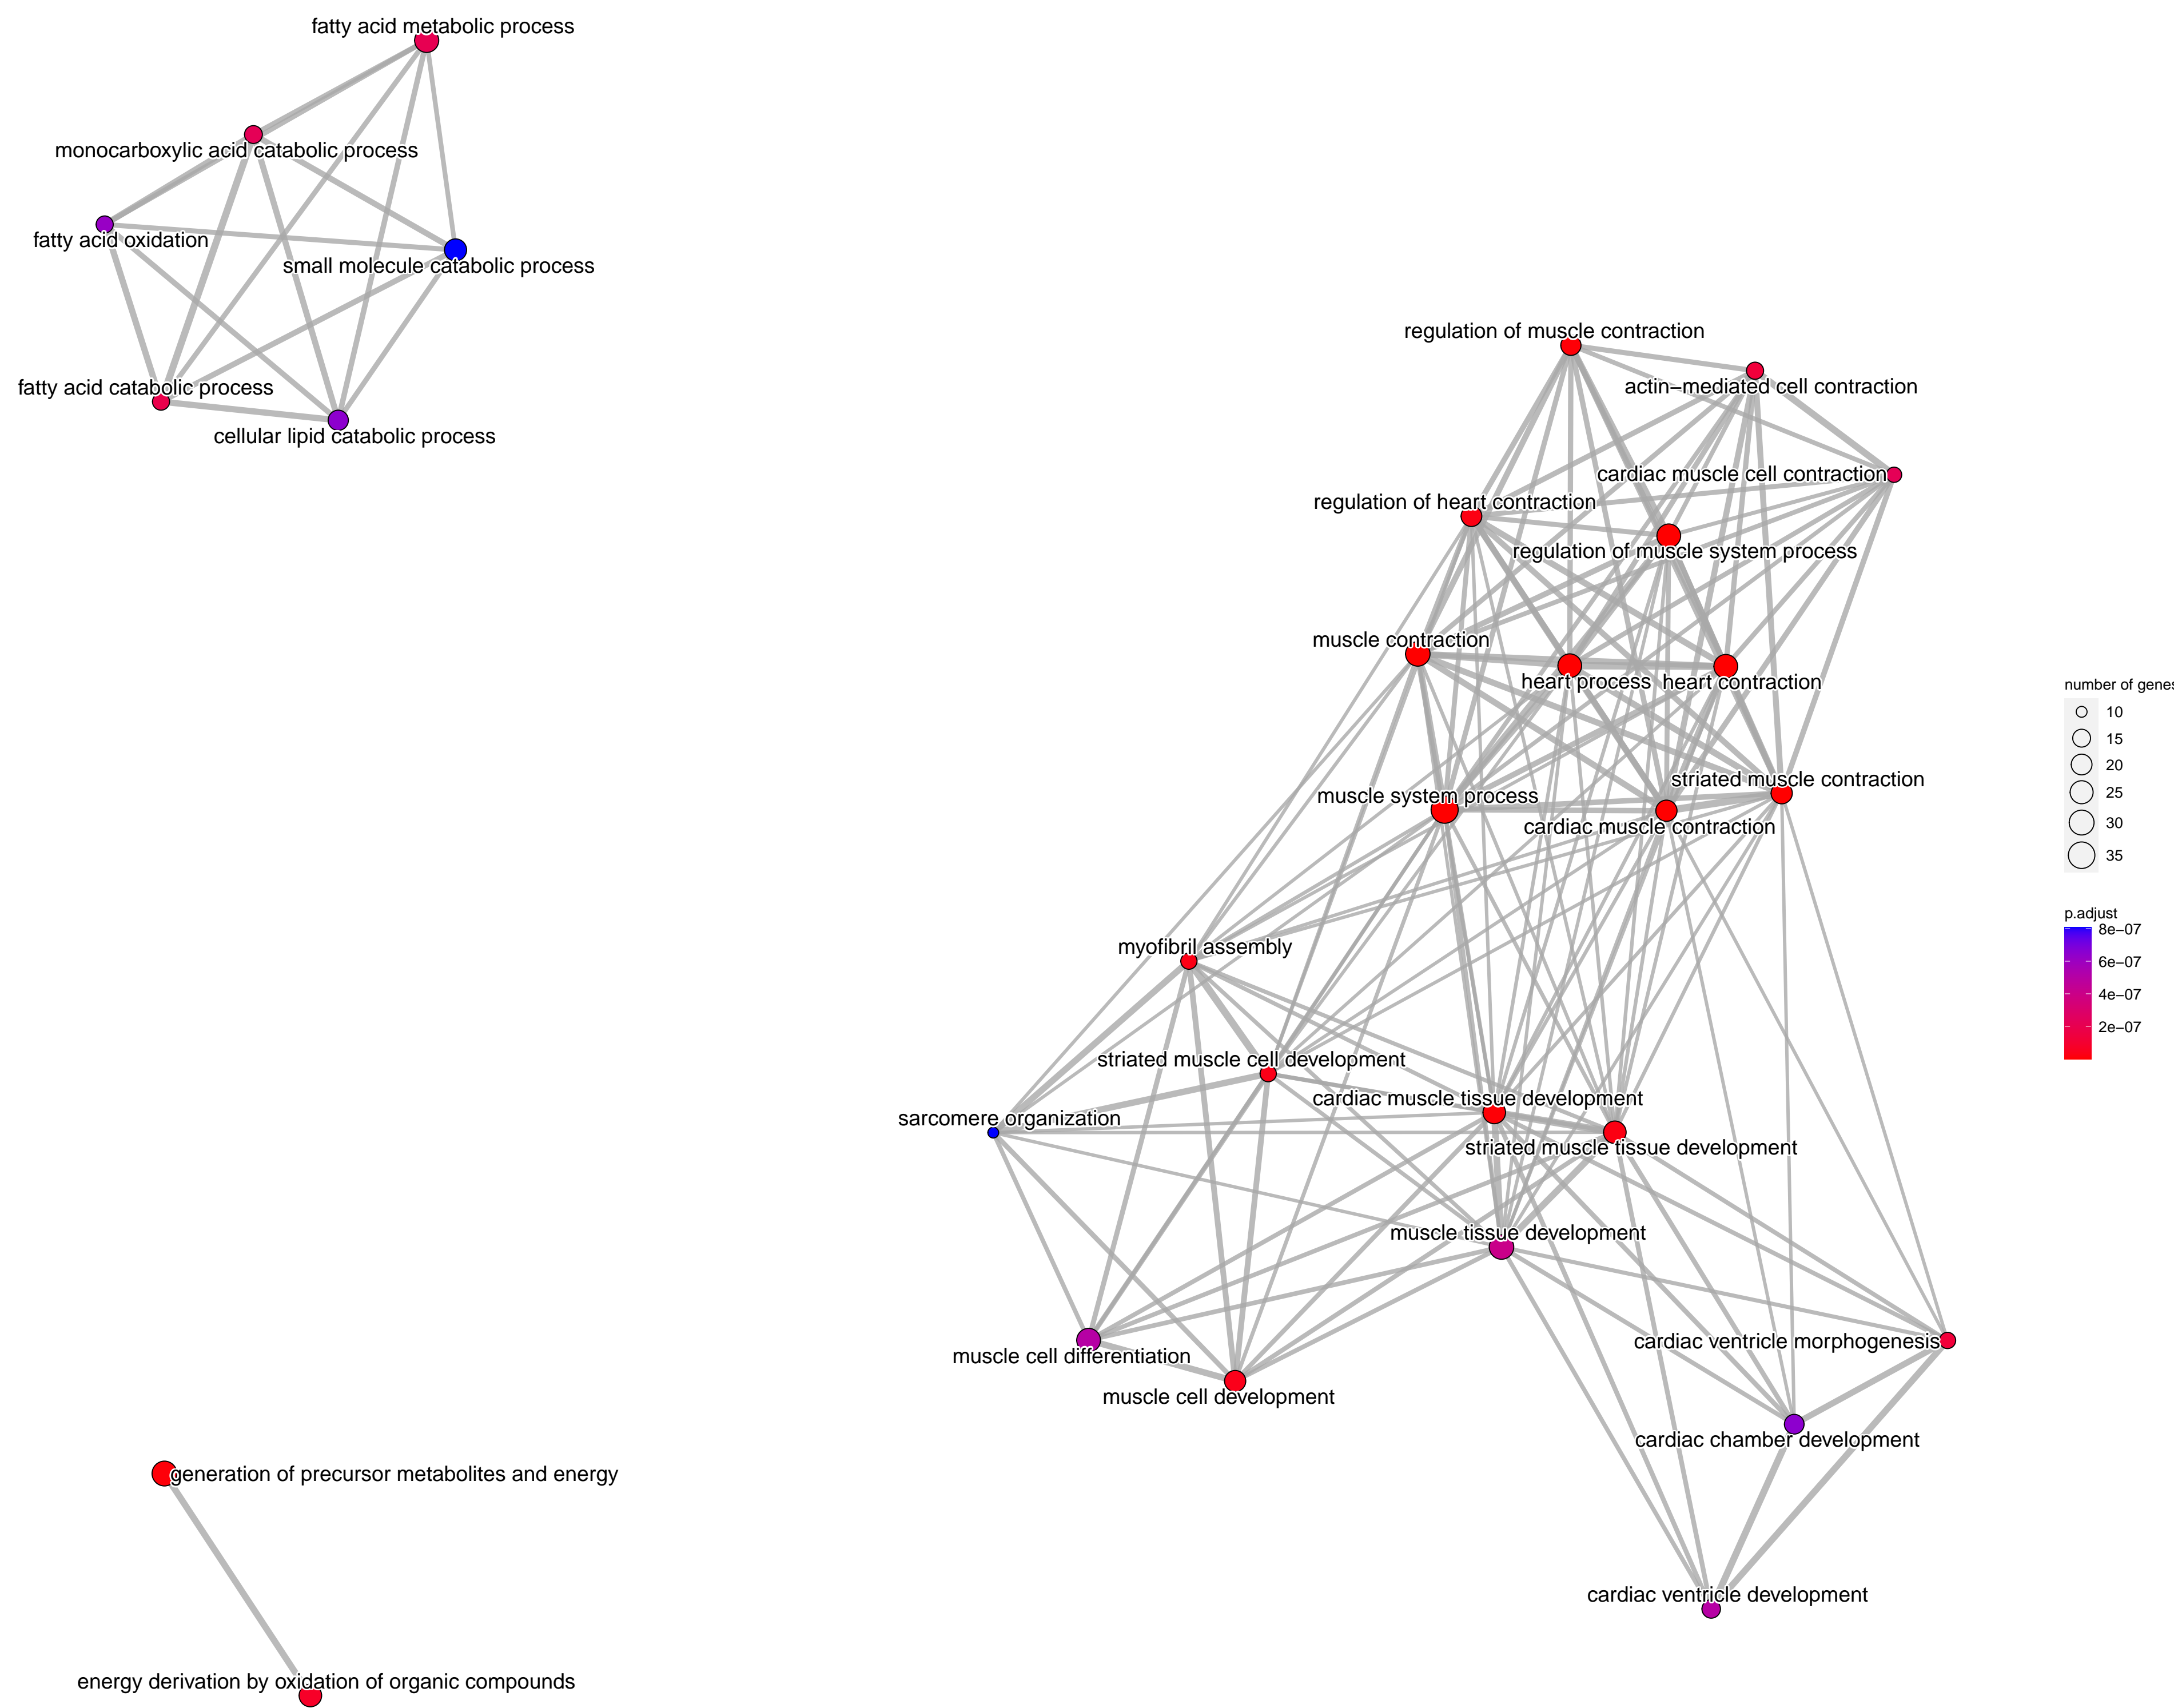 fatty acid metabolic process
monocarboxylic acid catabolic process
fatty acid oxidation
small molecule catabolic process
fatty acid catabolic process
cellular lipid catabolic process
regulation of muscle contraction
actin−mediated cell contraction
cardiac muscle cell contraction
regulation of heart contraction
regulation of muscle system process
muscle contraction
heart process
heart contraction
striated muscle contraction
muscle system process
cardiac muscle contraction
myofibril assembly
striated muscle cell development
cardiac muscle tissue development
sarcomere organization
striated muscle tissue development
muscle tissue development
cardiac ventricle morphogenesis
muscle cell differentiation
muscle cell development
cardiac chamber development
generation of precursor metabolites and energy
cardiac ventricle development
energy derivation by oxidation of organic compounds
number of genes
10
15
20
25
30
35
p.adjust
8e−07
6e−07
4e−07
2e−07